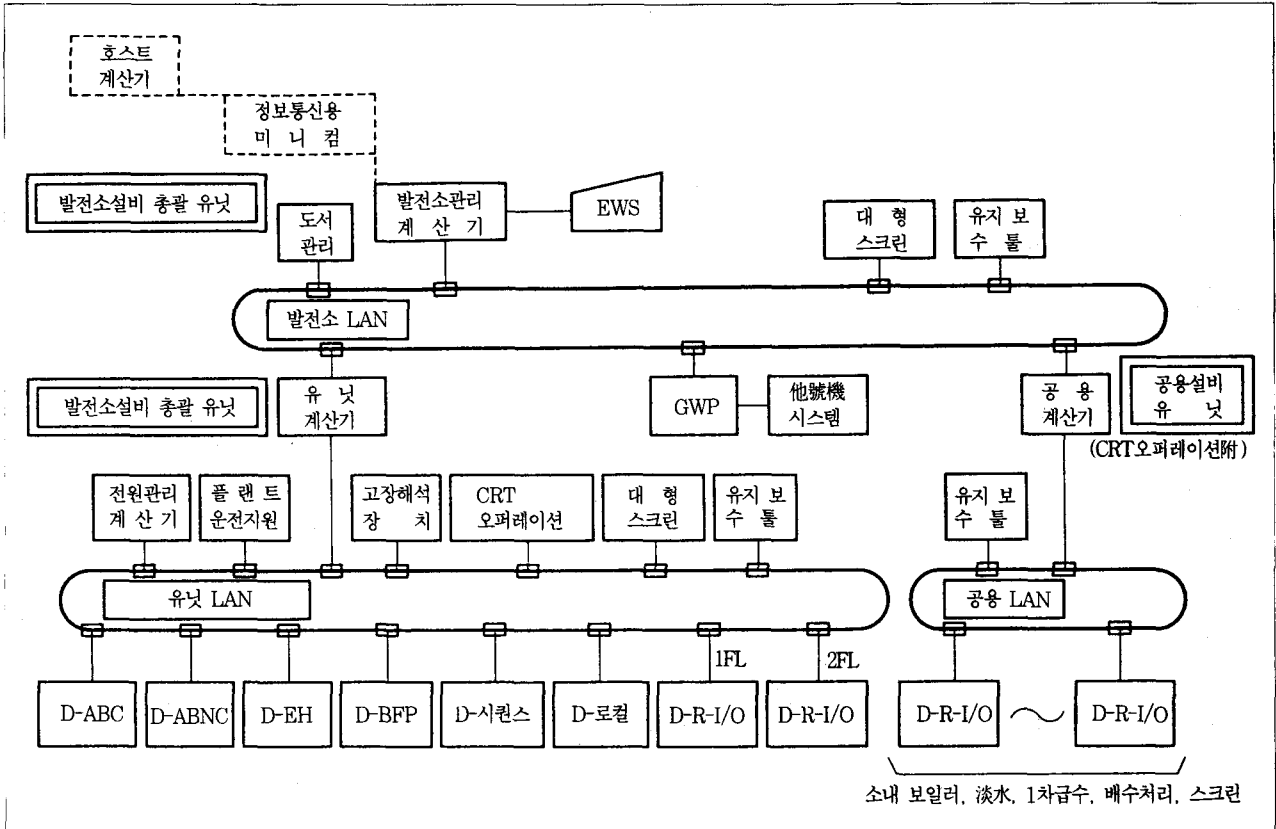 호스트
계산기
정보통신용
미 니 컴
발전소설비 총괄 유닛
도서
관리
발전소관리
계 산 기
EWS
대 형
스크린
유지 보
수 툴
발전소 LAN
발전소설비 총괄 유닛
유 닛
계산기
GWP
他號機
시스템
공 용
계산기
공용설비
유 닛
(CRT오퍼레이션附)
전원관리
계 산 기
플 랜 트
운전지원
고장해석
장 치
CRT
오퍼레이션
대 형
스크린
유지 보
수 툴
유지 보
수 툴
유닛 LAN
공용 LAN
1FL
2FL
D-ABC
D-ABNC
D-EH
D-BFP
D-시퀀스
D-로컬
D-R-I/O
D-R-I/O
D-R-I/O
D-R-I/O
소내 보일러, 淡水, 1차급수, 배수처리, 스크린